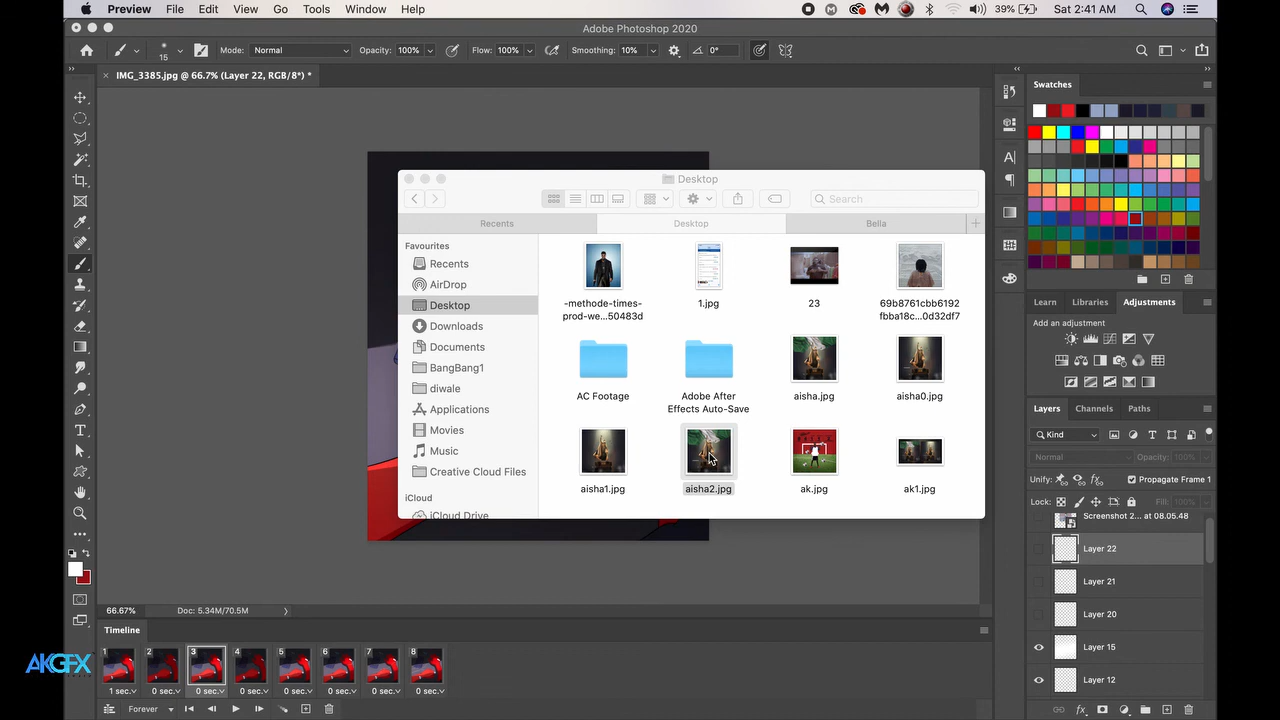 Preview File Edit View Go Tools Window Help 39% Sat 2:41 AM
Adobe Photoshop 2020
15 Mode: Normal Opacity: 100% Flow: 100% Smoothing: 10% 0°
IMG_3385.jpg @ 66.7% (Layer 22, RGB/8*) *
Swatches
Desktop
Search
Recents Desktop Bella
Favourites
Recents
AirDrop
Desktop
Downloads
Documents
BangBang1
diwale
Applications
Movies
Music
Creative Cloud Files
iCloud
iCloud Drive
-methode-times-
prod-we...50483d
1.jpg
23
69b8761cbb6192
fbba18c...0d32df7
AC Footage
Adobe After
Effects Auto-Save
aisha.jpg
aisha0.jpg
aisha1.jpg
aisha2.jpg
ak.jpg
ak1.jpg
Learn Libraries Adjustments
Add an adjustment
Layers Channels Paths
Kind
Normal Opacity: 100%
Unify: Propagate Frame 1
Lock: Fill: 100%
Screenshot 2... at 08.05.48
Layer 22
Layer 21
Layer 20
Layer 15
Layer 12
66.67% Doc: 5.34M/70.5M
Timeline
1 2 3 4 5 6 7 8
1 sec. 0 sec. 0 sec. 0 sec. 0 sec. 0 sec. 0 sec. 0 sec.
Forever
AKGFX